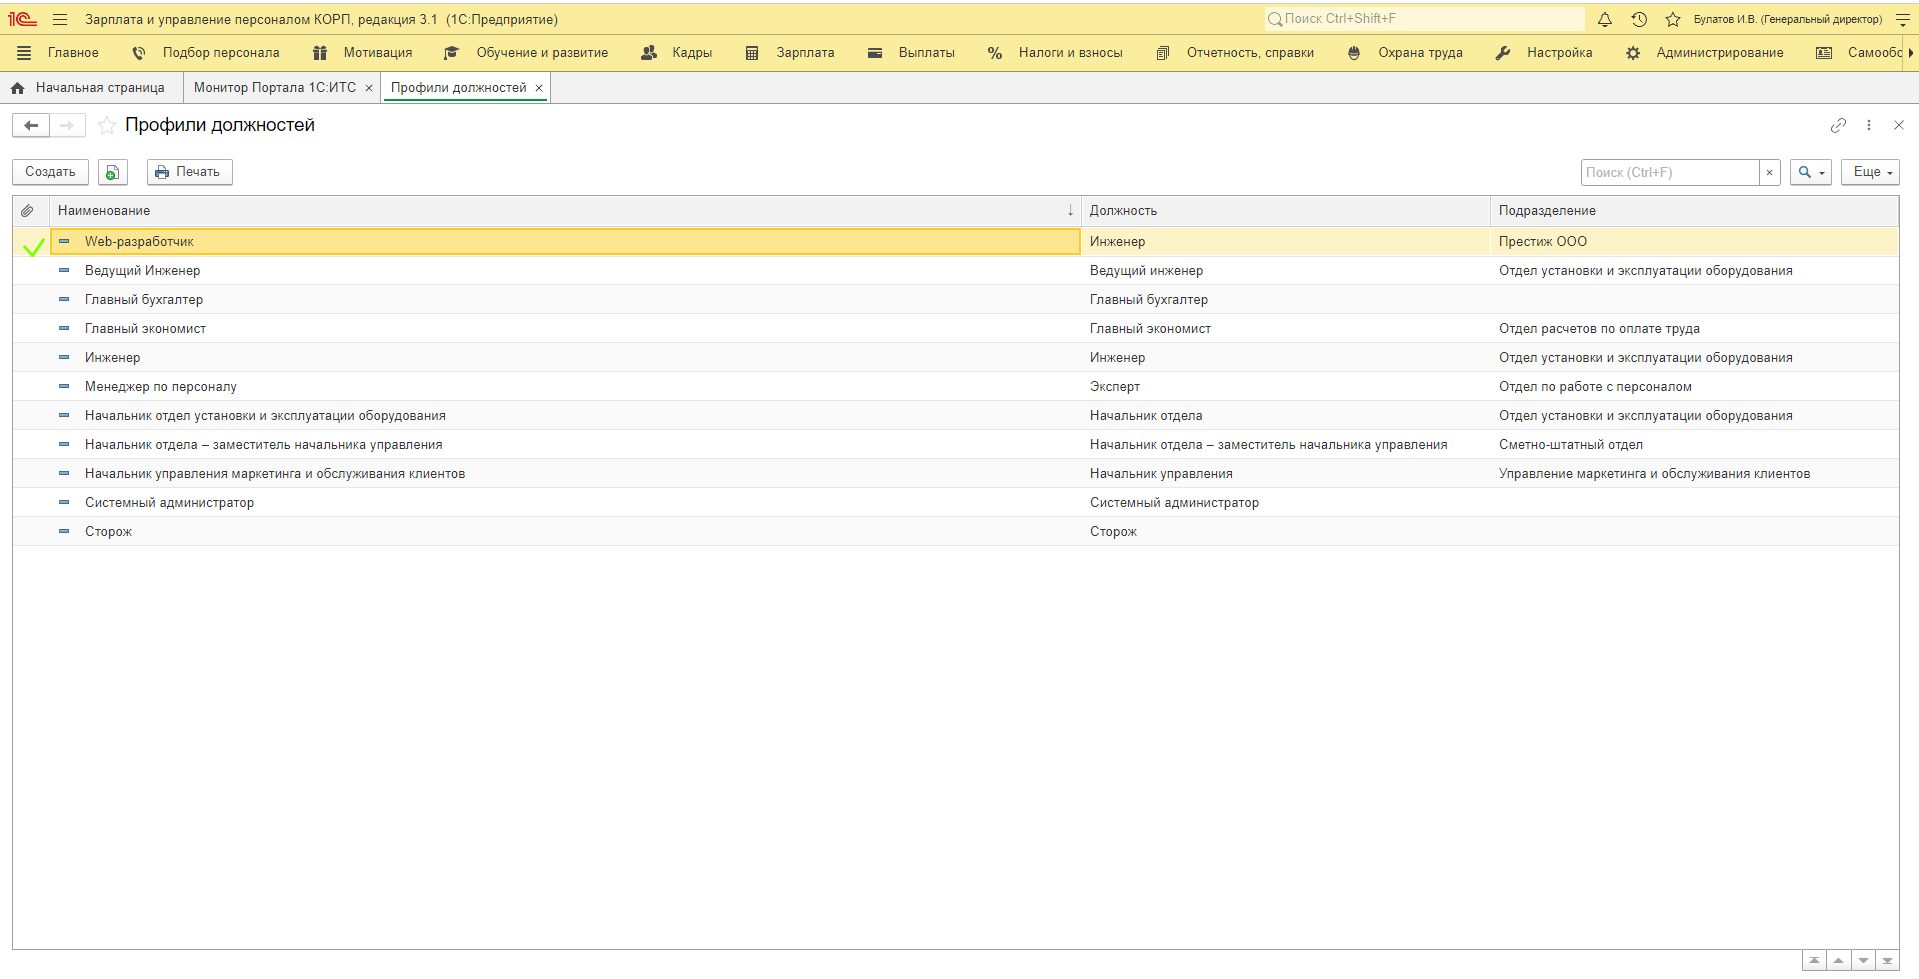 1С Зарплата и управление персоналом КОРП, редакция 3.1 (1С:Предприятие) Поиск Ctrl+Shift+F Булатов И.В. (Генеральный директор)
Главное Подбор персонала Мотивация Обучение и развитие Кадры Зарплата Выплаты % Налоги и взносы Отчетность, справки Охрана труда Настройка Администрирование Самообс
Начальная страница Монитор Портала 1С:ИТС × Профили должностей ×
Профили должностей
Создать Печать Поиск (Ctrl+F) × Еще
Наименование ↓ Должность Подразделение
Web-разработчик Инженер Престиж ООО
Ведущий Инженер Ведущий инженер Отдел установки и эксплуатации оборудования
Главный бухгалтер Главный бухгалтер
Главный экономист Главный экономист Отдел расчетов по оплате труда
Инженер Инженер Отдел установки и эксплуатации оборудования
Менеджер по персоналу Эксперт Отдел по работе с персоналом
Начальник отдел установки и эксплуатации оборудования Начальник отдела Отдел установки и эксплуатации оборудования
Начальник отдела – заместитель начальника управления Начальник отдела – заместитель начальника управления Сметно-штатный отдел
Начальник управления маркетинга и обслуживания клиентов Начальник управления Управление маркетинга и обслуживания клиентов
Системный администратор Системный администратор
Сторож Сторож